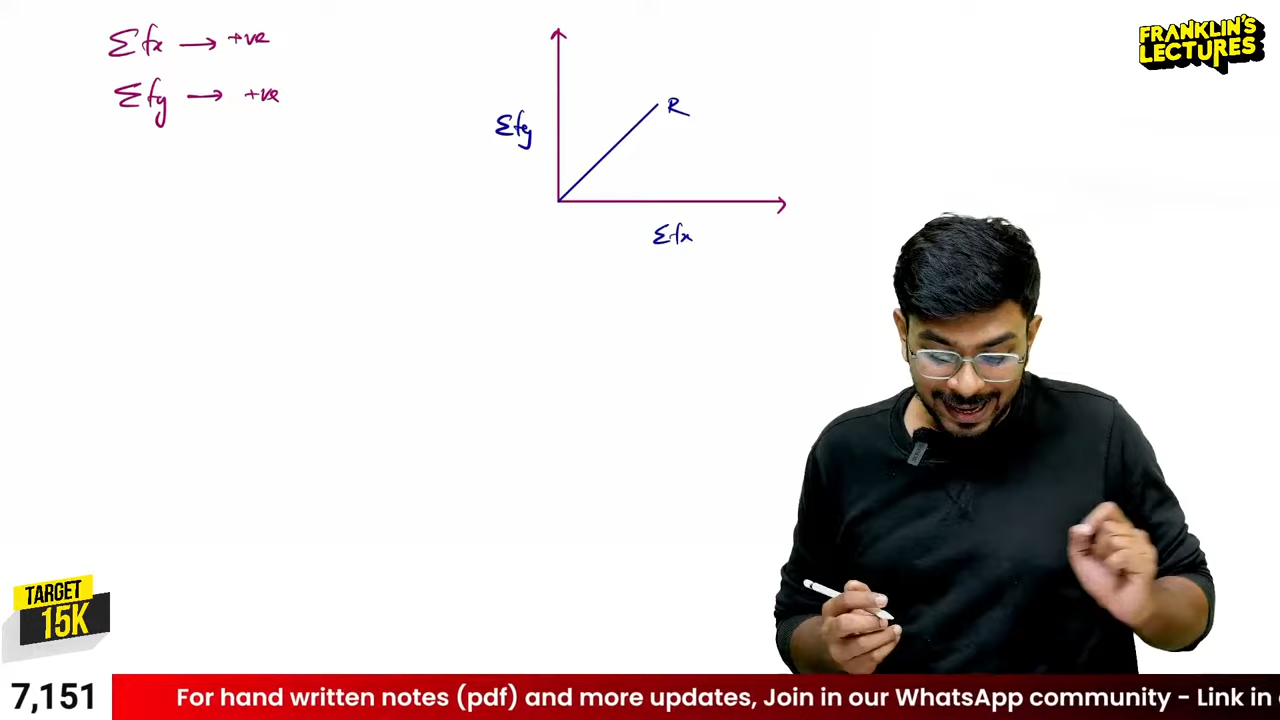 Σfx → +ve
Σfy → +ve
Σfy
R
Σfx
FRANKLIN'S
LECTURES
TARGET
15K
7,151
For hand written notes (pdf) and more updates, Join in our WhatsApp community - Link in